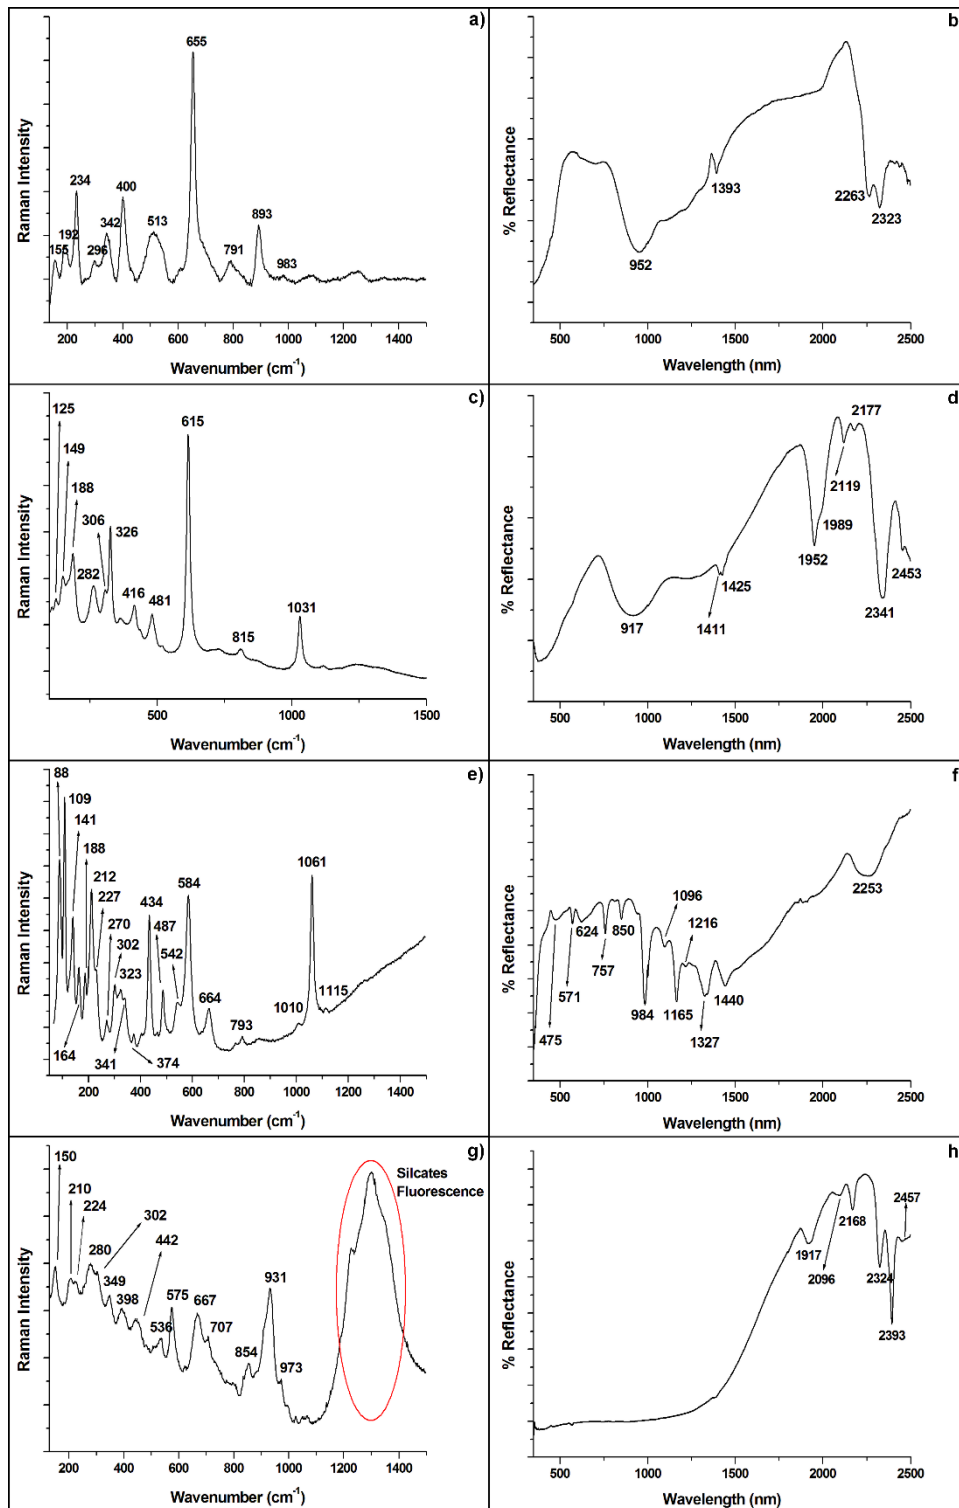 a)
Raman Intensity
655
234
400
192
342
513
893
155
296
791
983
200 400 600 800 1000 1200 1400
Wavenumber (cm-1)
b)
% Reflectance
1393
2263
2323
952
500 1000 1500 2000 2500
Wavelength (nm)
c)
Raman Intensity
125
149
188
306
326
615
282
416
481
815
1031
500 1000 1500
Wavenumber (cm-1)
d)
% Reflectance
2177
2119
1989
1952
2453
1425
917
1411
2341
500 1000 1500 2000 2500
Wavelength (nm)
e)
Raman Intensity
88
109
141
188
212
227
270
302
323
434
487
542
584
1061
664
793
1010
1115
164
341
374
200 400 600 800 1000 1200 1400
Wavenumber (cm-1)
f)
% Reflectance
2253
1096
1216
624
757
850
571
475
984
1165
1440
1327
500 1000 1500 2000 2500
Wavelength (nm)
g)
Raman Intensity
150
210
224
302
280
442
349
398
575
667
931
536
707
854
973
Silcates
Fluorescence
200 400 600 800 1000 1200 1400
Wavenumber (cm-1)
h)
% Reflectance
2457
2168
1917
2096
2324
2393
500 1000 1500 2000 2500
Wavelength (nm)